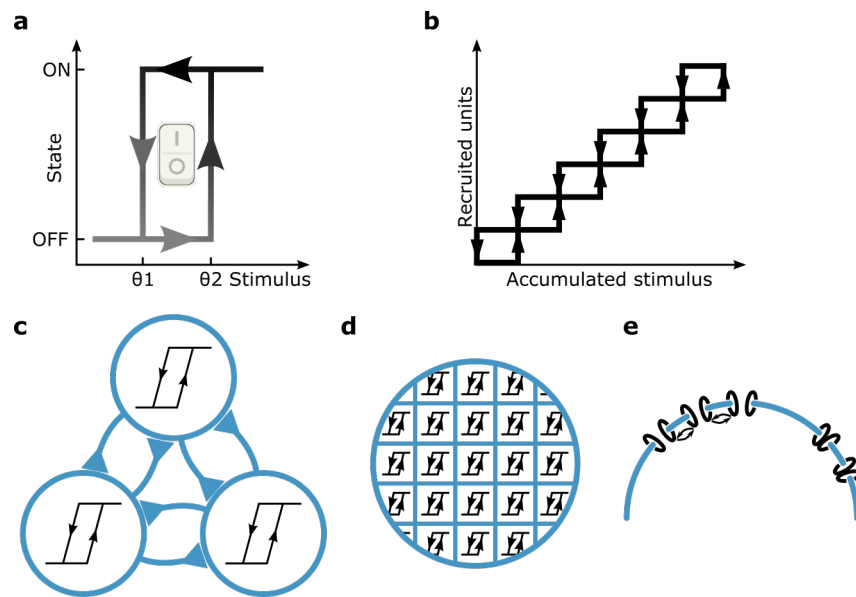 a
ON
State
OFF
θ1
θ2 Stimulus
b
Recruited units
Accumulated stimulus
c
d
e